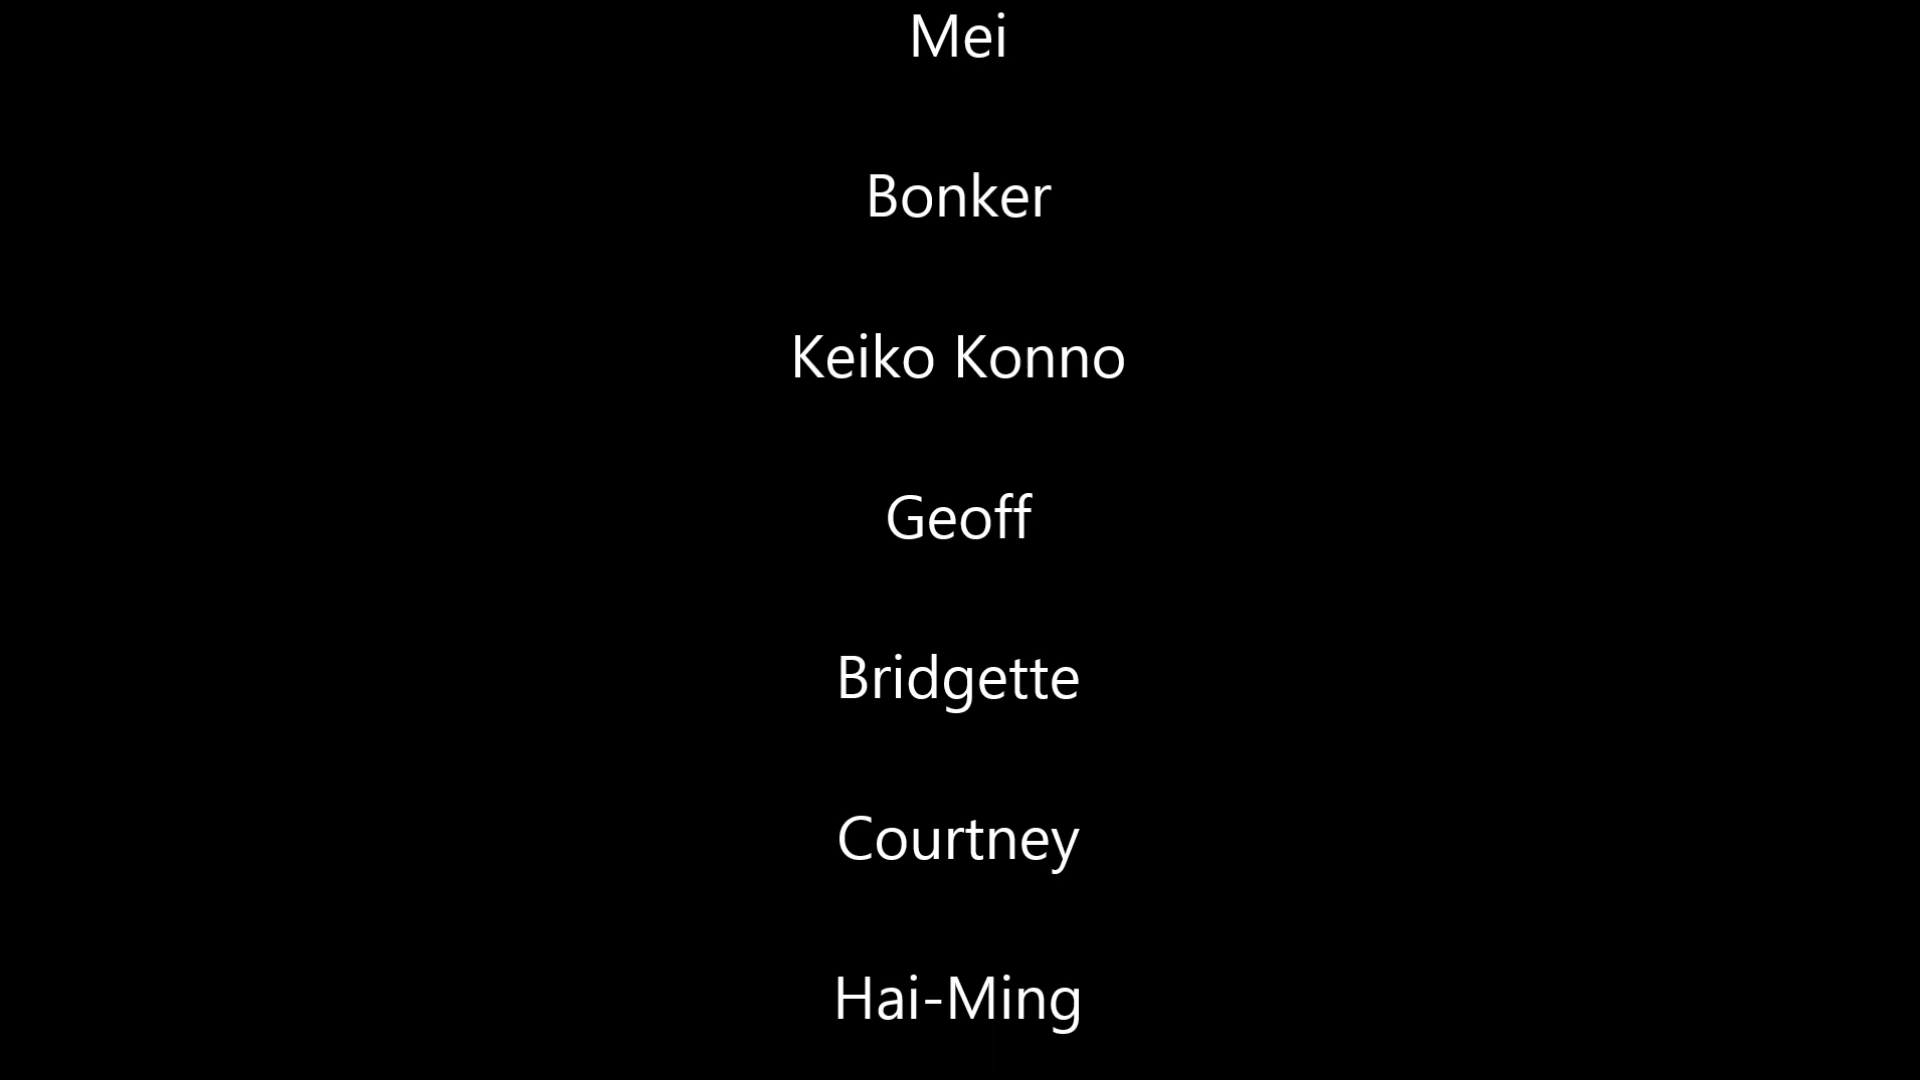 Mei
Bonker
Keiko Konno
Geoff
Bridgette
Courtney
Hai-Ming